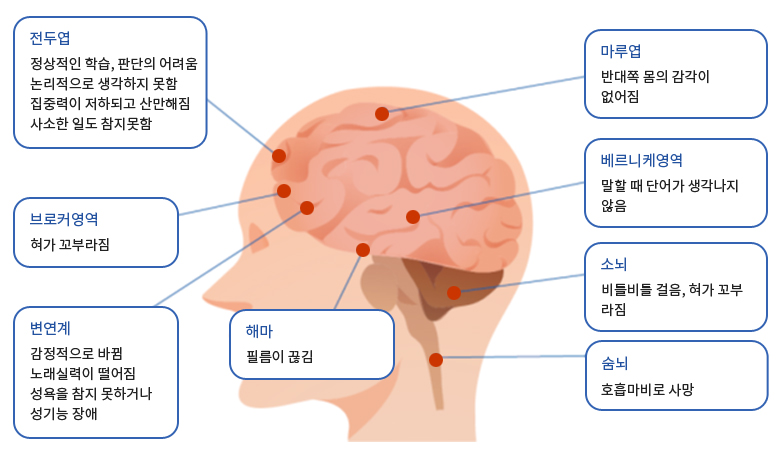 전두엽
정상적인 학습, 판단의 어려움
논리적으로 생각하지 못함
집중력이 저하되고 산만해짐
사소한 일도 참지못함
브로커영역
혀가 꼬부라짐
변연계
감정적으로 바뀜
노래실력이 떨어짐
성욕을 참지 못하거나
성기능 장애
해마
필름이 끊김
마루엽
반대쪽 몸의 감각이
없어짐
베르니케영역
말할 때 단어가 생각나지
않음
소뇌
비틀비틀 걸음, 혀가 꼬부
라짐
숨뇌
호흡마비로 사망